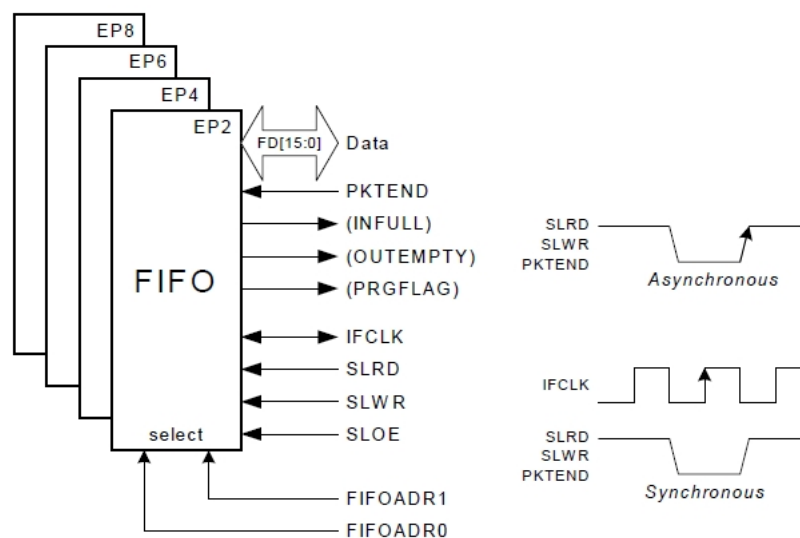 EP8
EP6
EP4
EP2
FD[15:0]
Data
PKTEND
(INFULL)
(OUTEMPTY)
(PRGFLAG)
FIFO
IFCLK
SLRD
SLWR
SLOE
select
FIFOADR1
FIFOADR0
SLRD
SLWR
PKTEND
Asynchronous
IFCLK
SLRD
SLWR
PKTEND
Synchronous